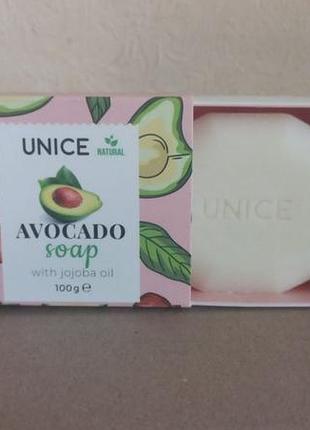 UNICE NATURAL
AVOCADO
soap
with jojoba oil
100g ℮
UNICE